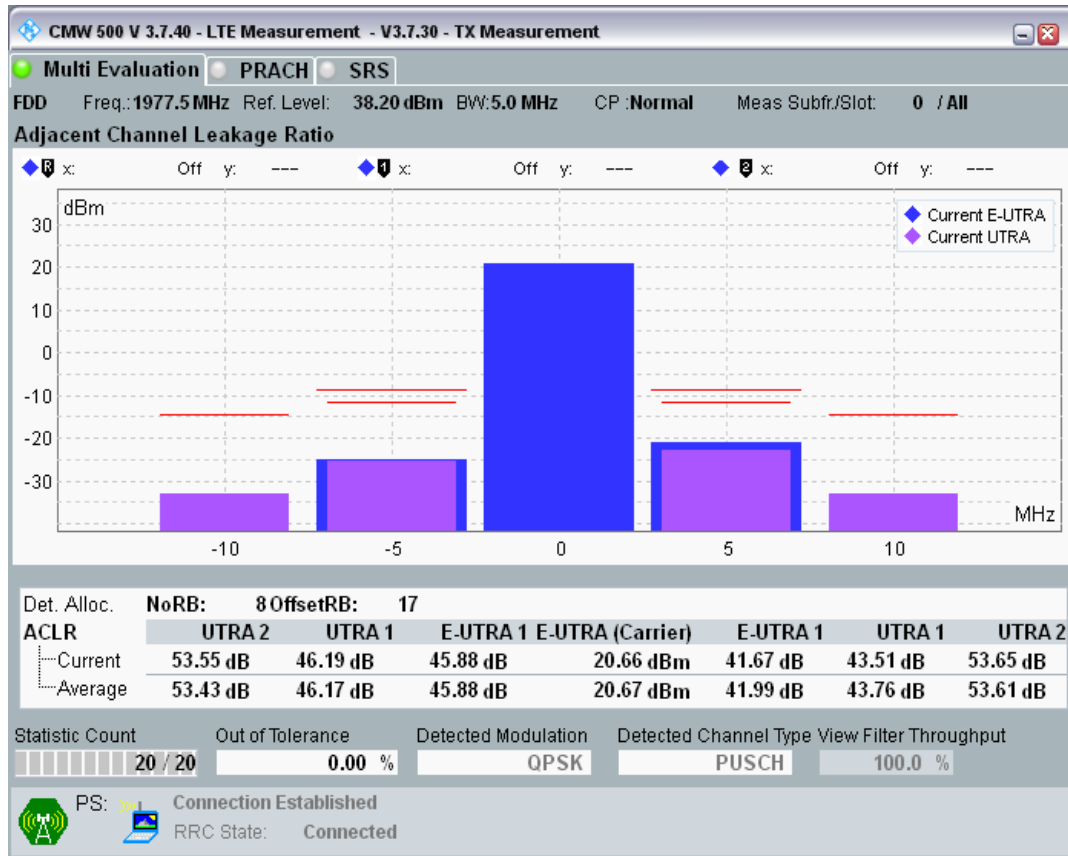 CMW 500 V 3.7.40 - LTE Measurement - V3.7.30 - TX Measurement
Multi Evaluation PRACH SRS
FDD Freq.:1977.5 MHz Ref. Level: 38.20 dBm BW:5.0 MHz CP :Normal Meas Subfr./Slot: 0 / All
Adjacent Channel Leakage Ratio
R x: Off y: --- 1 x: Off y: --- 2 x: Off y: ---
dBm
Current E-UTRA
Current UTRA
30
20
10
0
-10
-20
-30
MHz
-10 -5 0 5 10
Det. Alloc. NoRB: 8 OffsetRB: 17
ACLR UTRA 2 UTRA 1 E-UTRA 1 E-UTRA (Carrier) E-UTRA 1 UTRA 1 UTRA 2
Current 53.55 dB 46.19 dB 45.88 dB 20.66 dBm 41.67 dB 43.51 dB 53.65 dB
Average 53.43 dB 46.17 dB 45.88 dB 20.67 dBm 41.99 dB 43.76 dB 53.61 dB
Statistic Count Out of Tolerance Detected Modulation Detected Channel Type View Filter Throughput
20 / 20 0.00 % QPSK PUSCH 100.0 %
PS: Connection Established
RRC State: Connected